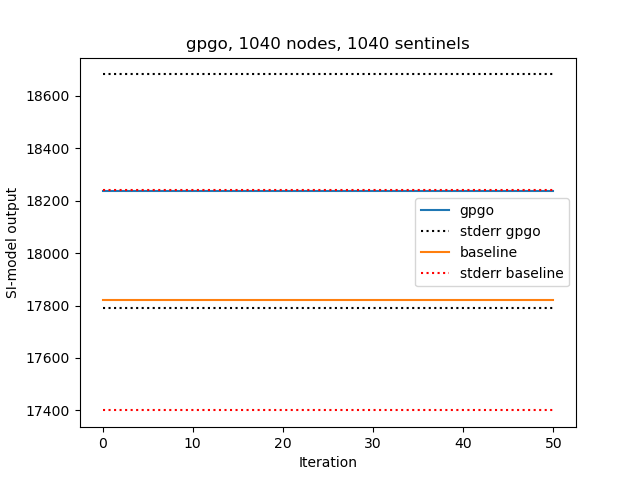 gpgo, 1040 nodes, 1040 sentinels
SI-model output
18600
18400
18200
18000
17800
17600
17400
gpgo
stderr gpgo
baseline
stderr baseline
0 10 20 30 40 50
Iteration